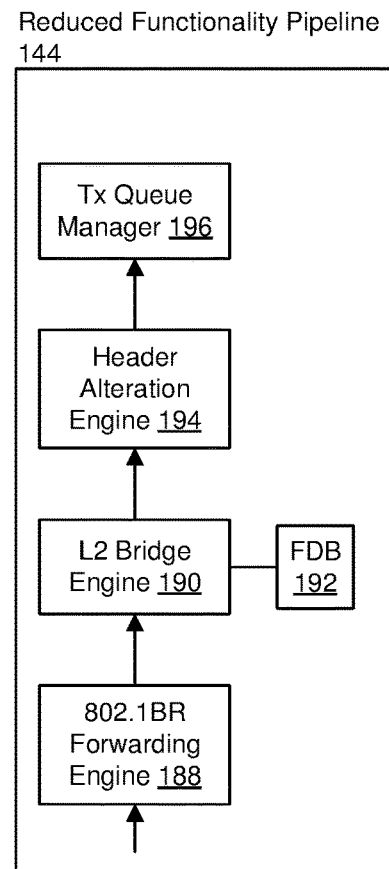 Reduced Functionality Pipeline
144
Tx Queue
Manager 196
Header
Alteration
Engine 194
L2 Bridge
Engine 190
FDB
192
802.1BR
Forwarding
Engine 188